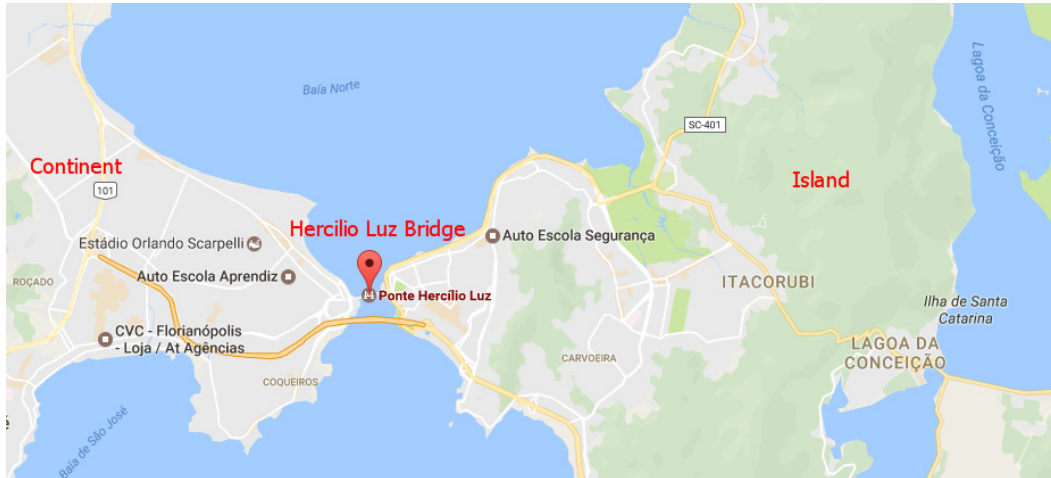 Baía Norte
Lagoa da Conceição
SC-401
Continent
101
Island
Hercilio Luz Bridge
Estádio Orlando Scarpelli
Auto Escola Segurança
Auto Escola Aprendiz
ROÇADO
ITACORUBI
Ponte Hercílio Luz
Ilha de Santa
Catarina
CVC - Florianópolis
- Loja / At Agências
LAGOA DA
CONCEIÇÃO
CARVOEIRA
COQUEIROS
Baía de São José